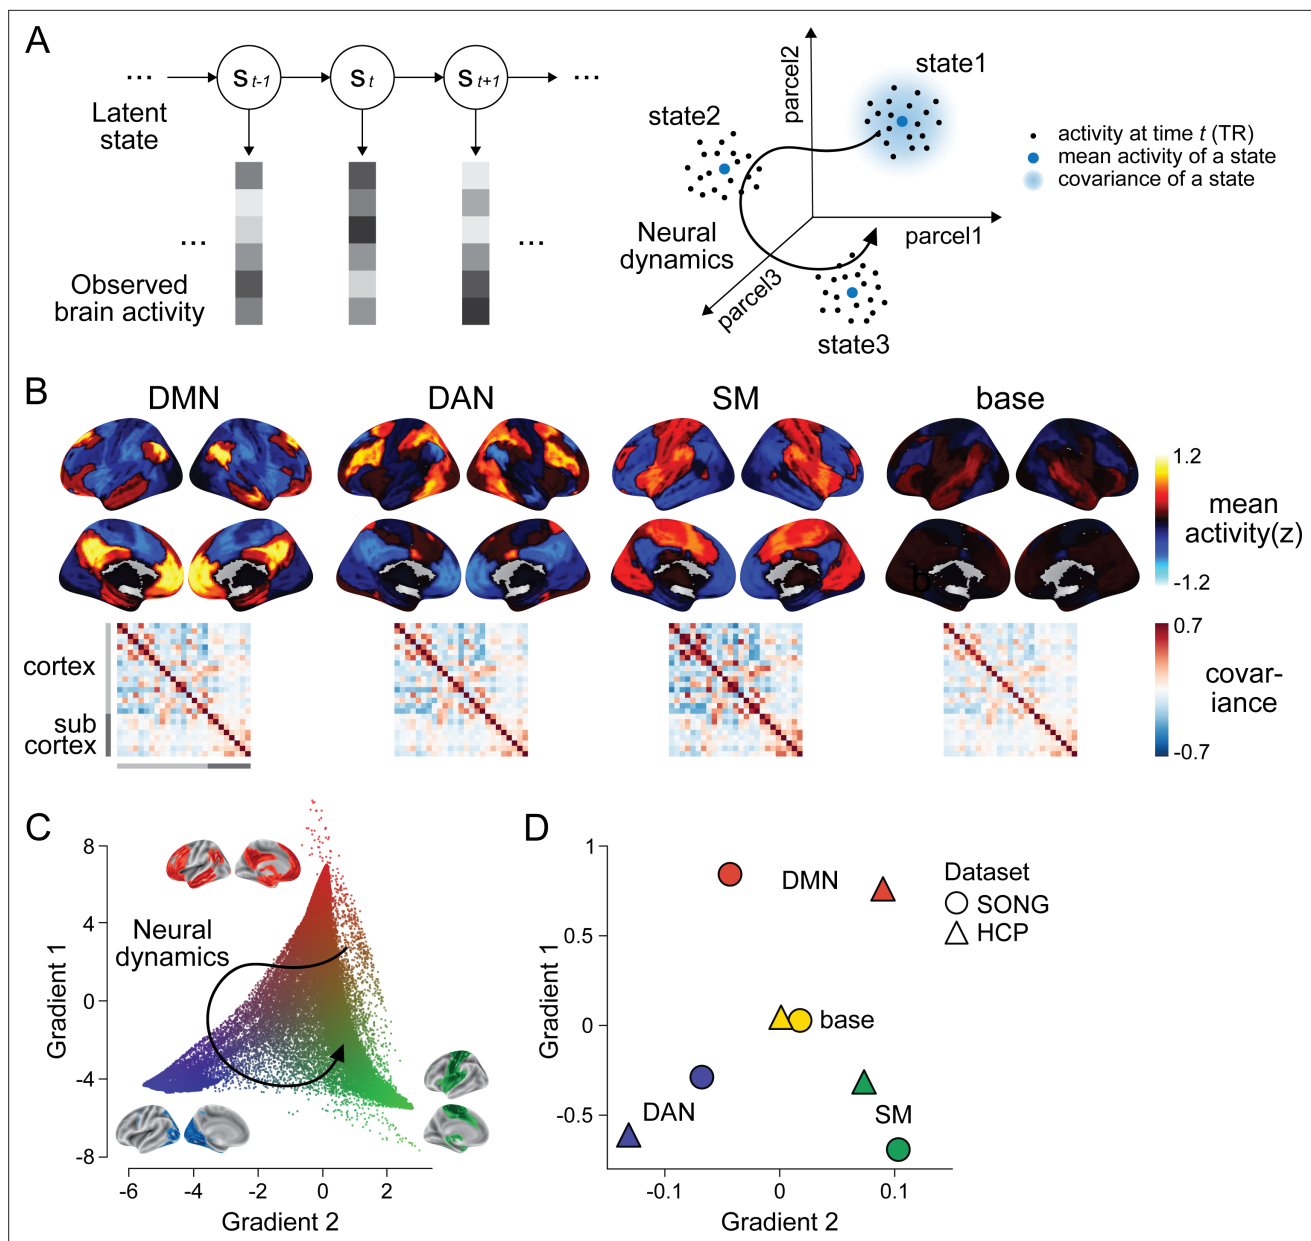 A
...
S t-1
S t
S t+1
...
Latent
state
...
...
Observed
brain activity
parcel2
state1
state2
Neural
dynamics
parcel1
parcel3
state3
activity at time t (TR)
mean activity of a state
covariance of a state
B
DMN
DAN
SM
base
1.2
mean
activity(z)
-1.2
b
cortex
sub
cortex
0.7
covar-
iance
-0.7
C
8
4
0
-4
-8
Gradient 1
Neural
dynamics
-6
-4
-2
0
2
Gradient 2
D
1
0.5
0
-0.5
Gradient 1
DMN
base
DAN
SM
-0.1
0
0.1
Gradient 2
Dataset
SONG
HCP